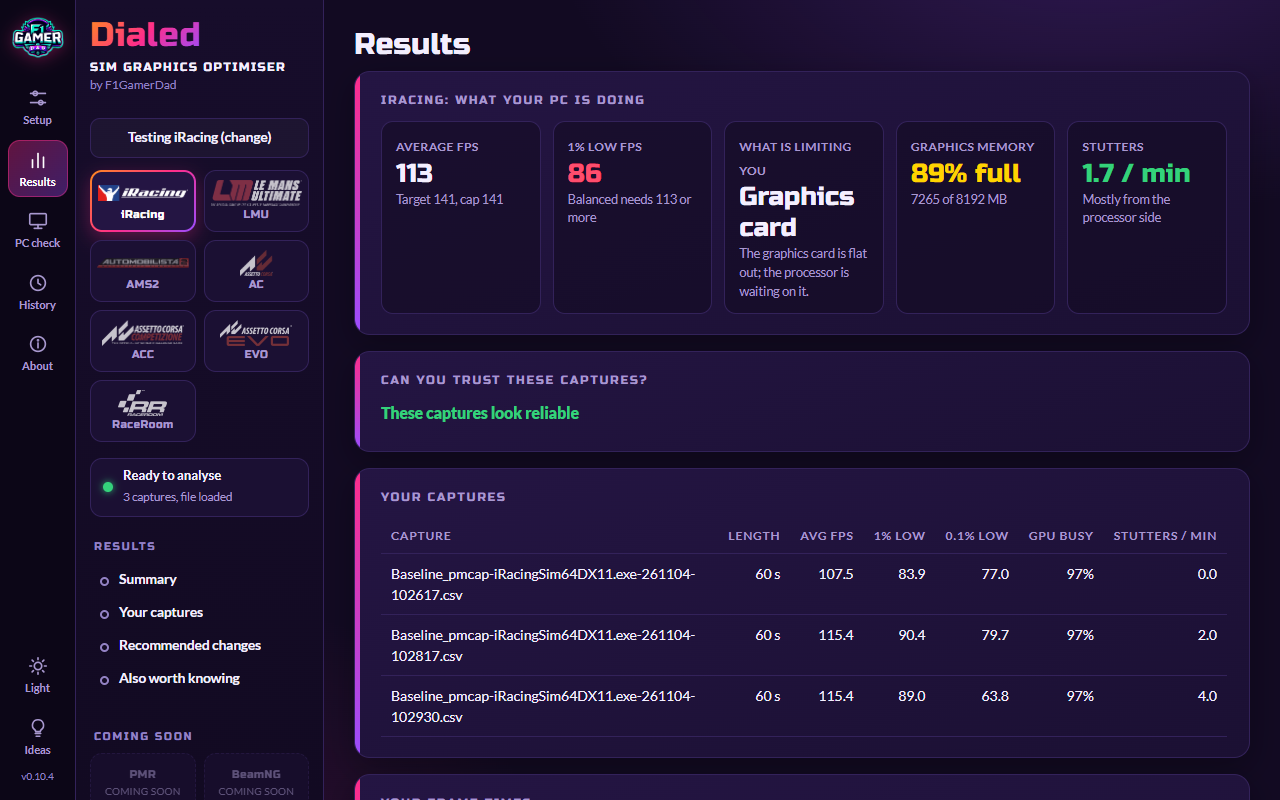 F1
GAMER
DAD
Setup
Results
PC check
History
About
Light
Ideas
v0.10.4
Dialed
SIM GRAPHICS OPTIMISER
by F1GamerDad
Testing iRacing (change)
iRacing
iRacing
LM LE MANS
ULTIMATE
LMU
AUTOMOBILISTA 2
AMS2
ASSETTO CORSA
AC
ASSETTO CORSA
COMPETIZIONE
ACC
ASSETTO CORSA
EVO
EVO
RR
RACEROOM
RaceRoom
Ready to analyse
3 captures, file loaded
RESULTS
Summary
Your captures
Recommended changes
Also worth knowing
COMING SOON
PMR
COMING SOON
BeamNG
COMING SOON
Results
IRACING: WHAT YOUR PC IS DOING
AVERAGE FPS
113
Target 141, cap 141
1% LOW FPS
86
Balanced needs 113 or
more
WHAT IS LIMITING
YOU
Graphics
card
The graphics card is flat
out; the processor is
waiting on it.
GRAPHICS MEMORY
89% full
7265 of 8192 MB
STUTTERS
1.7 / min
Mostly from the
processor side
CAN YOU TRUST THESE CAPTURES?
These captures look reliable
YOUR CAPTURES
CAPTURE LENGTH AVG FPS 1% LOW 0.1% LOW GPU BUSY STUTTERS / MIN
Baseline_pmcap-iRacingSim64DX11.exe-261104- 60 s 107.5 83.9 77.0 97% 0.0
102617.csv
Baseline_pmcap-iRacingSim64DX11.exe-261104- 60 s 115.4 90.4 79.7 97% 2.0
102817.csv
Baseline_pmcap-iRacingSim64DX11.exe-261104- 60 s 115.4 89.0 63.8 97% 4.0
102930.csv
YOUR FRAME TIMES